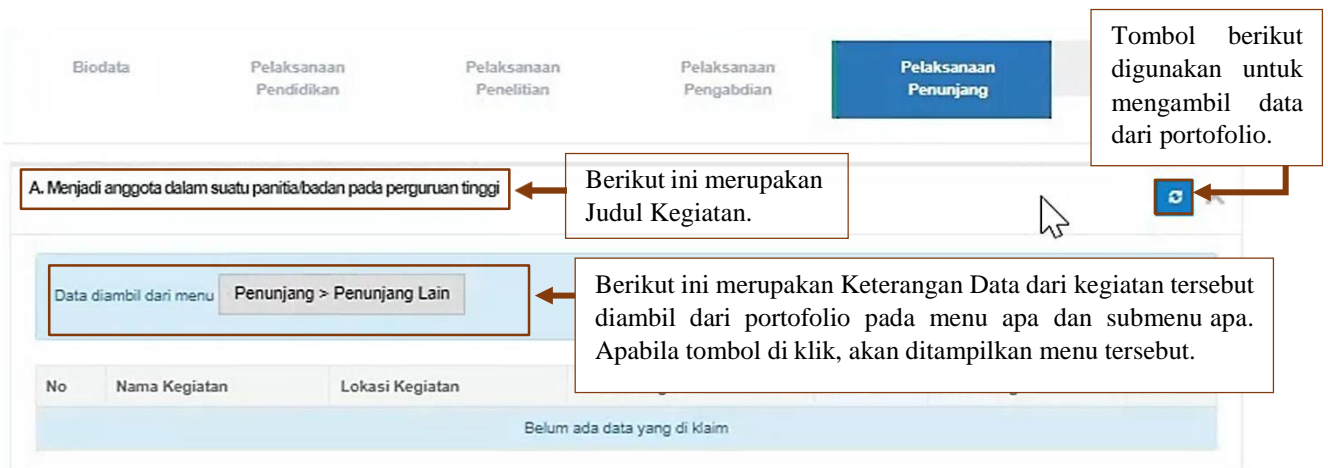 Tombol berikut
digunakan untuk
mengambil data
dari portofolio.
Biodata
Pelaksanaan
Pendidikan
Pelaksanaan
Penelitian
Pelaksanaan
Pengabdian
Pelaksanaan
Penunjang
A. Menjadi anggota dalam suatu panitia/badan pada perguruan tinggi
Berikut ini merupakan
Judul Kegiatan.
Data diambil dari menu Penunjang > Penunjang Lain
Berikut ini merupakan Keterangan Data dari kegiatan tersebut
diambil dari portofolio pada menu apa dan submenu apa.
Apabila tombol di klik, akan ditampilkan menu tersebut.
No Nama Kegiatan Lokasi Kegiatan
Belum ada data yang di klaim